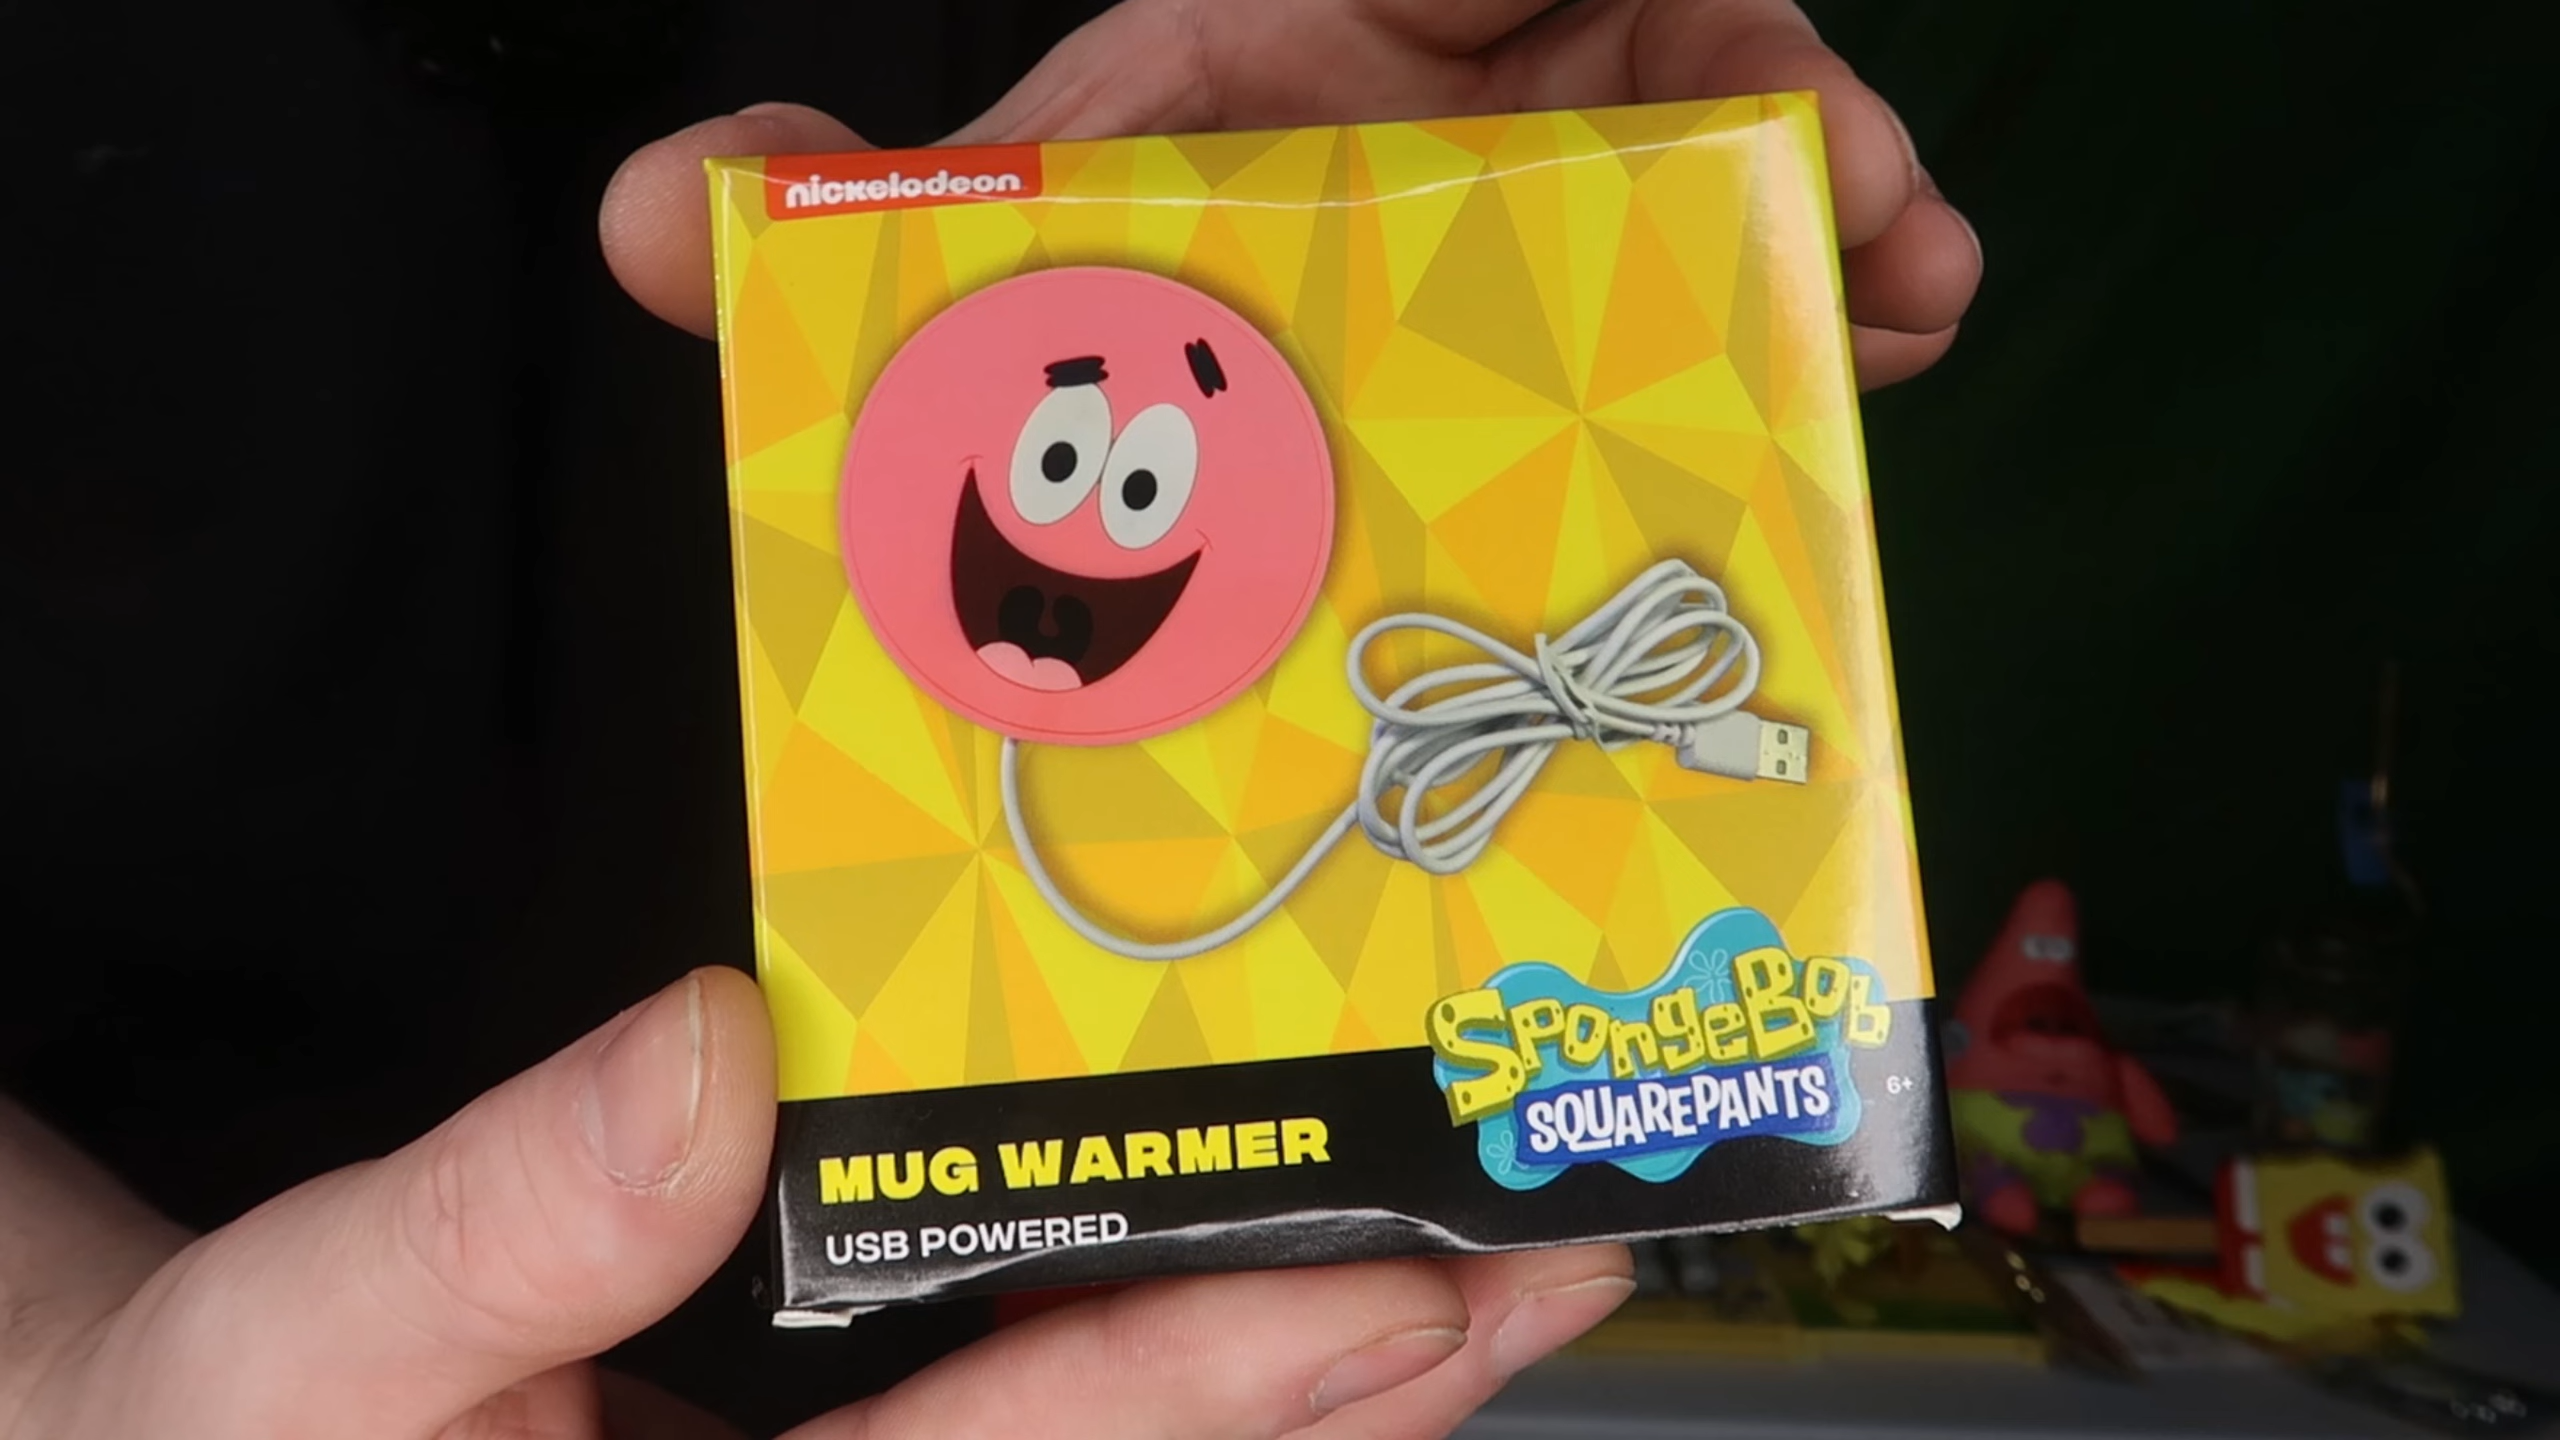 nickelodeon
SPONGEBOB
SQUAREPANTS
6+
MUG WARMER
USB POWERED